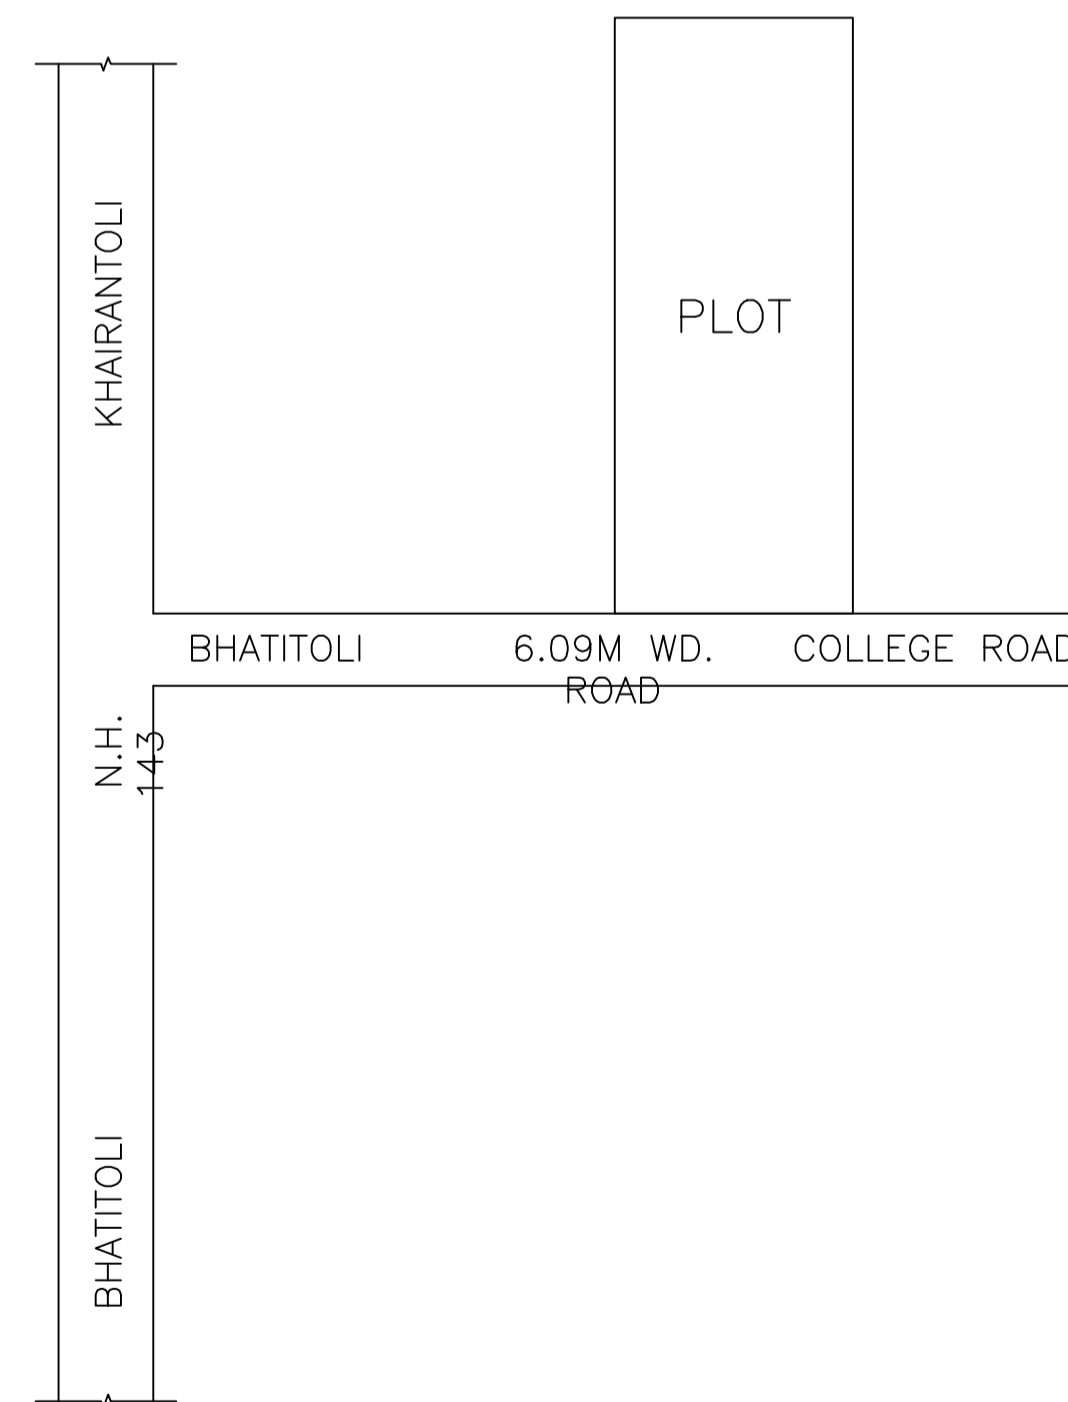 KHAIRANTOLI
PLOT
BHATITOLI
6.09M WD.
ROAD
COLLEGE ROAD
N.H.
143
BHATITOLI